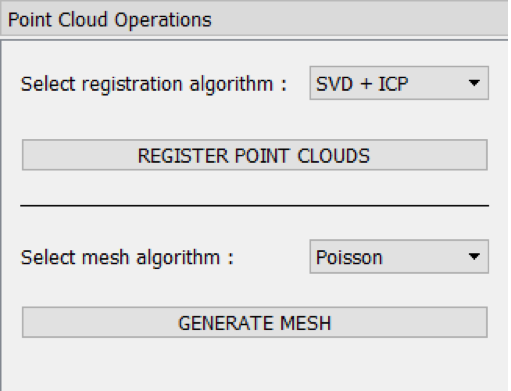 Point Cloud Operations
Select registration algorithm : SVD + ICP
REGISTER POINT CLOUDS
Select mesh algorithm : Poisson
GENERATE MESH